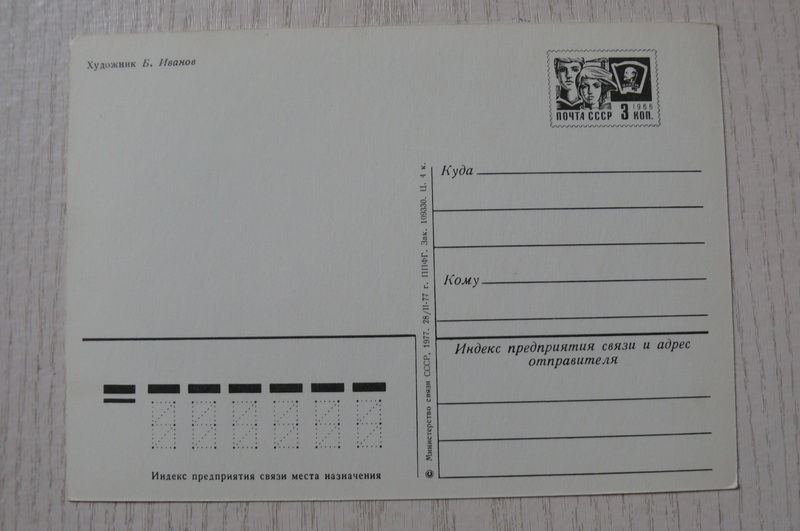 Художник Б. Иванов
1966
ПОЧТА СССР 3 КОП.
Куда
Кому
Индекс предприятия связи и адрес
отправителя
© Министерство связи СССР, 1977. 28/II-77 г. ППФГ. Зак. 109330. Ц. 4 к.
Индекс предприятия связи места назначения